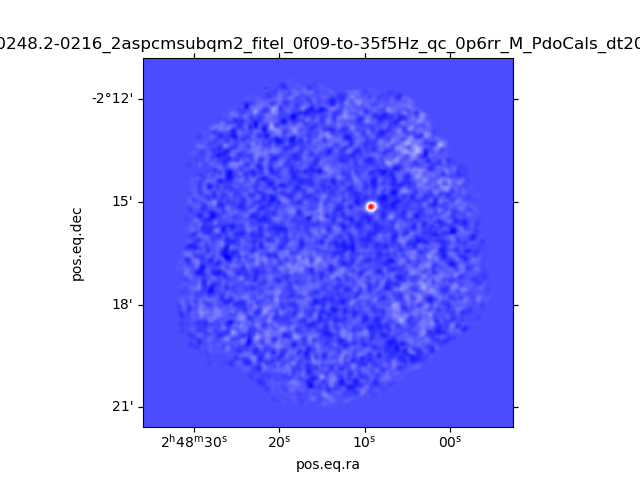 0248.2-0216_2aspcmsubqm2_fitel_0f09-to-35f5Hz_qc_0p6rr_M_PdoCals_dt20
-2°12'
15'
18'
21'
pos.eq.dec
2ʰ48ᵐ30ˢ 20ˢ 10ˢ 00ˢ
pos.eq.ra